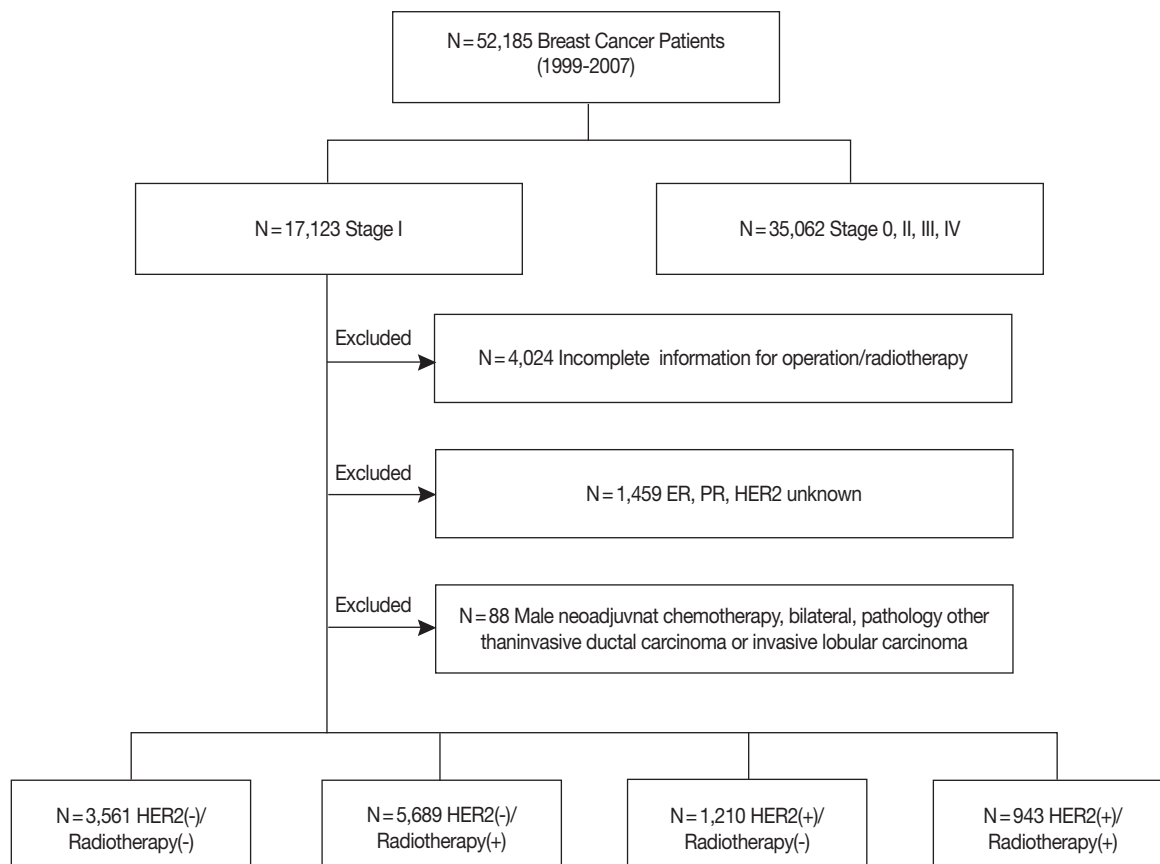 N=52,185 Breast Cancer Patients
(1999-2007)
N=17,123 Stage I
N=35,062 Stage 0, II, III, IV
Excluded
N=4,024 Incomplete information for operation/radiotherapy
Excluded
N=1,459 ER, PR, HER2 unknown
Excluded
N=88 Male neoadjuvnat chemotherapy, bilateral, pathology other
thaninvasive ductal carcinoma or invasive lobular carcinoma
N=3,561 HER2(-)/
Radiotherapy(-)
N=5,689 HER2(-)/
Radiotherapy(+)
N=1,210 HER2(+)/
Radiotherapy(-)
N=943 HER2(+)/
Radiotherapy(+)